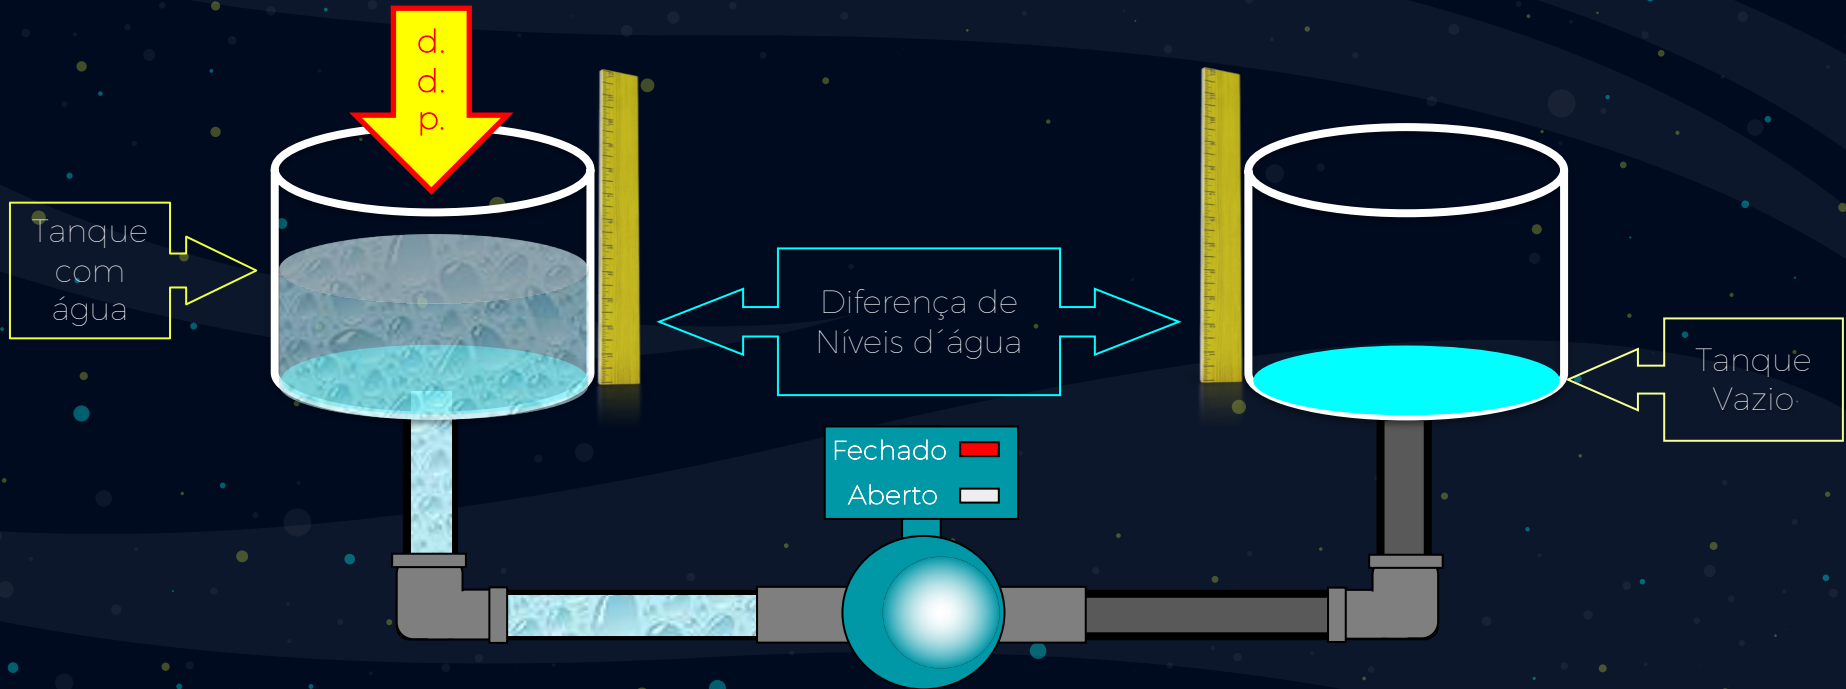 d.
d.
p.
Tanque
com
água
Diferença de
Níveis d´água
Tanque
Vazio
Fechado
Aberto